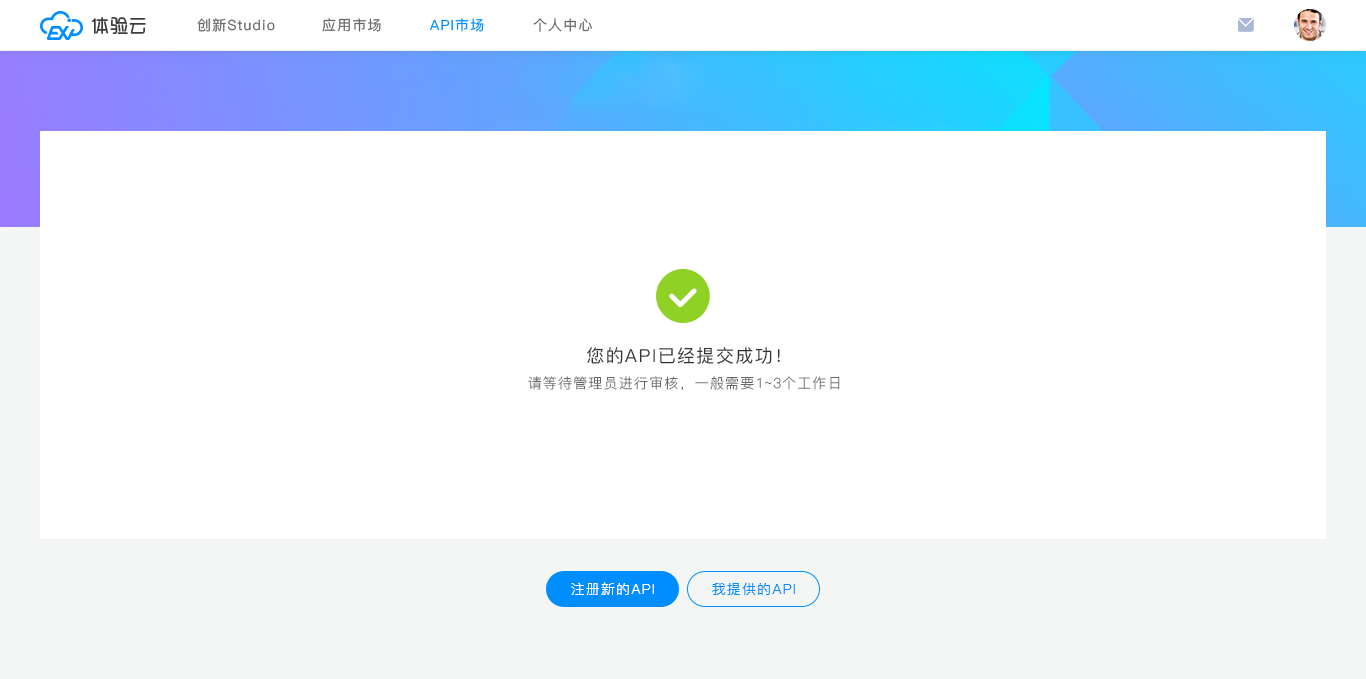 EXP 体验云
创新Studio
应用市场
API市场
个人中心
您的API已经提交成功!
请等待管理员进行审核，一般需要1~3个工作日
注册新的API
我提供的API